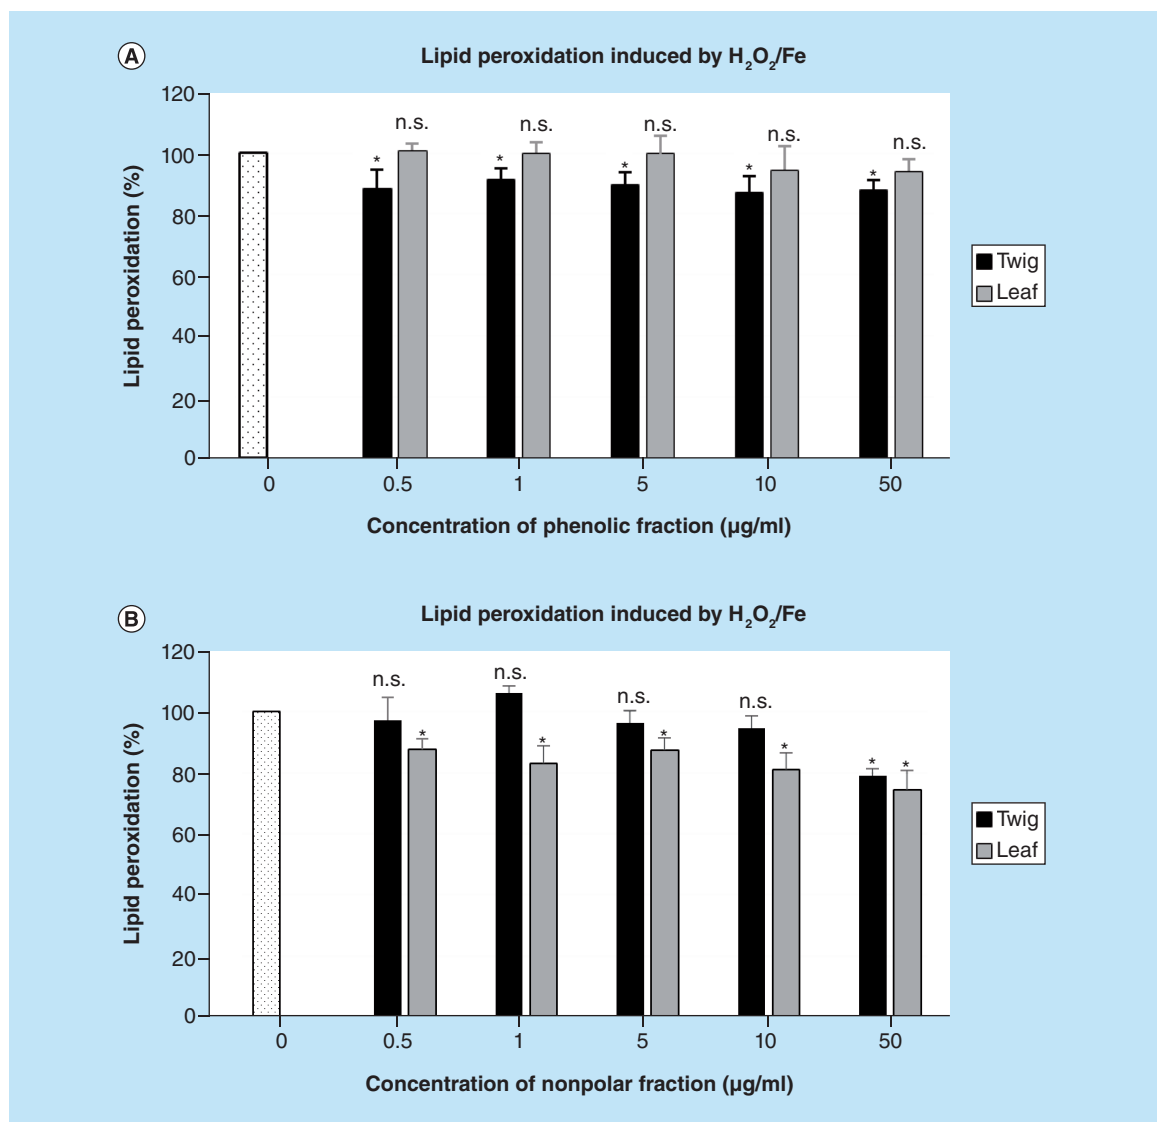 A
Lipid peroxidation induced by H₂O₂/Fe
Lipid peroxidation (%)
120
100
80
60
40
20
0
* n.s. * n.s. * n.s. * n.s. * n.s.
0 0.5 1 5 10 50
Concentration of phenolic fraction (µg/ml)
Twig
Leaf
B
Lipid peroxidation induced by H₂O₂/Fe
Lipid peroxidation (%)
120
100
80
60
40
20
0
n.s. * n.s. * n.s. * n.s. * * *
0 0.5 1 5 10 50
Concentration of nonpolar fraction (µg/ml)
Twig
Leaf